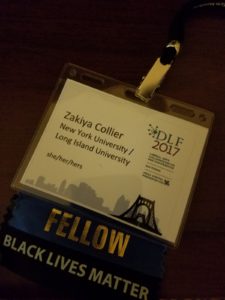 Zakiya Collier
New York University /
Long Island University
she/her/hers
DLF
2017
FELLOW
BLACK LIVES MATTER